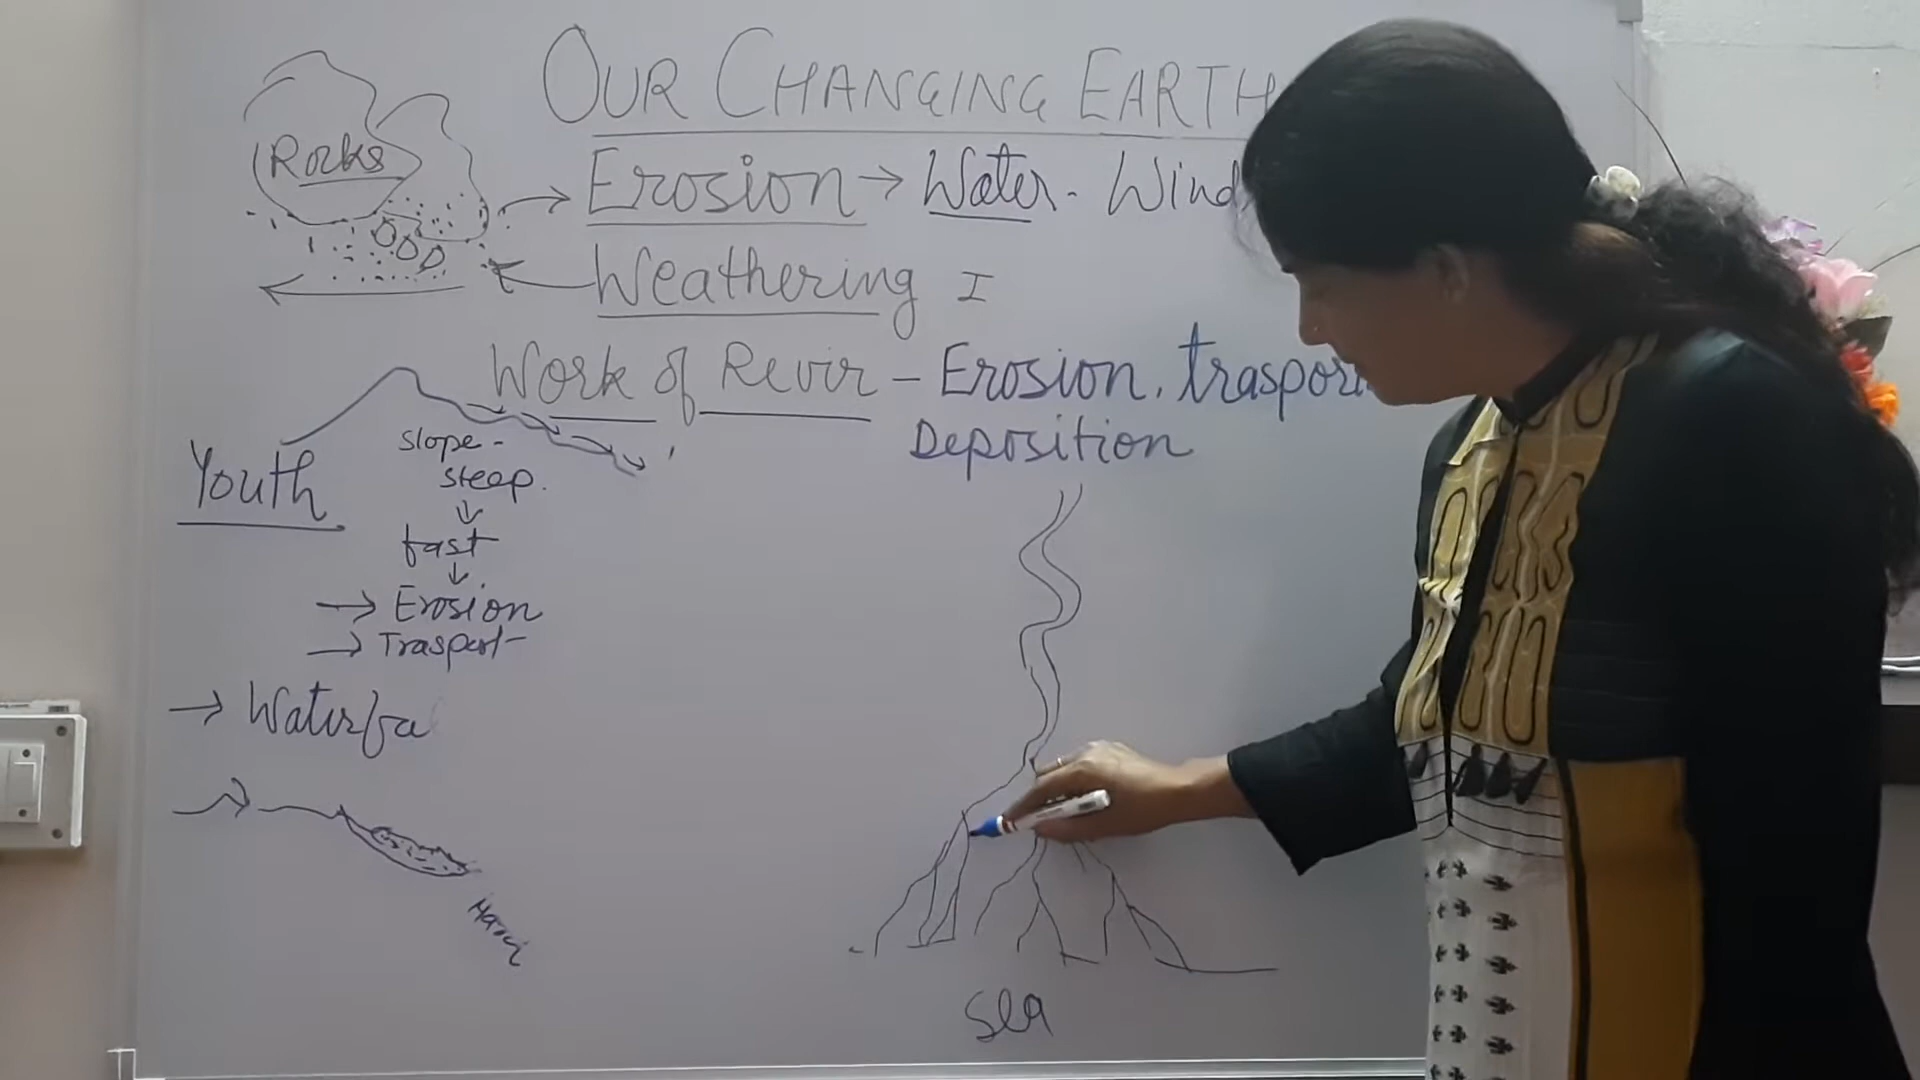 OUR CHANGING EARTH
Rocks
→ Erosion → Water - Wind
Weathering I
Work of Revir - Erosion, trasport
Deposition
Youth
slope -
steep.
↓
fast
↓
→ Erosion
→ Trasport
→ Waterfa
Sea